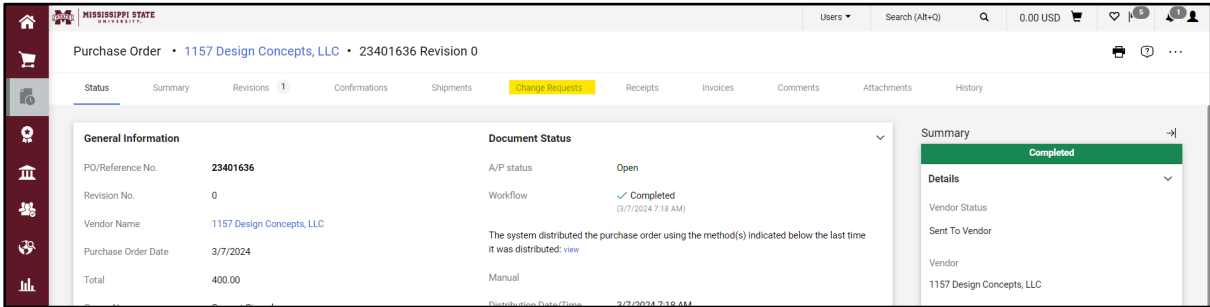 MISSISSIPPI STATE
UNIVERSITY
Users
Search (Alt+Q)
0.00 USD
5
1
Purchase Order • 1157 Design Concepts, LLC • 23401636 Revision 0
Status Summary Revisions 1 Confirmations Shipments Change Requests Receipts Invoices Comments Attachments History
General Information
PO/Reference No. 23401636
Revision No. 0
Vendor Name 1157 Design Concepts, LLC
Purchase Order Date 3/7/2024
Total 400.00
Document Status
A/P status Open
Workflow Completed
(3/7/2024 7:18 AM)
The system distributed the purchase order using the method(s) indicated below the last time
it was distributed: view
Manual
Distribution Date/Time 3/7/2024 7:18 AM
Summary
Completed
Details
Vendor Status
Sent To Vendor
Vendor
1157 Design Concepts, LLC